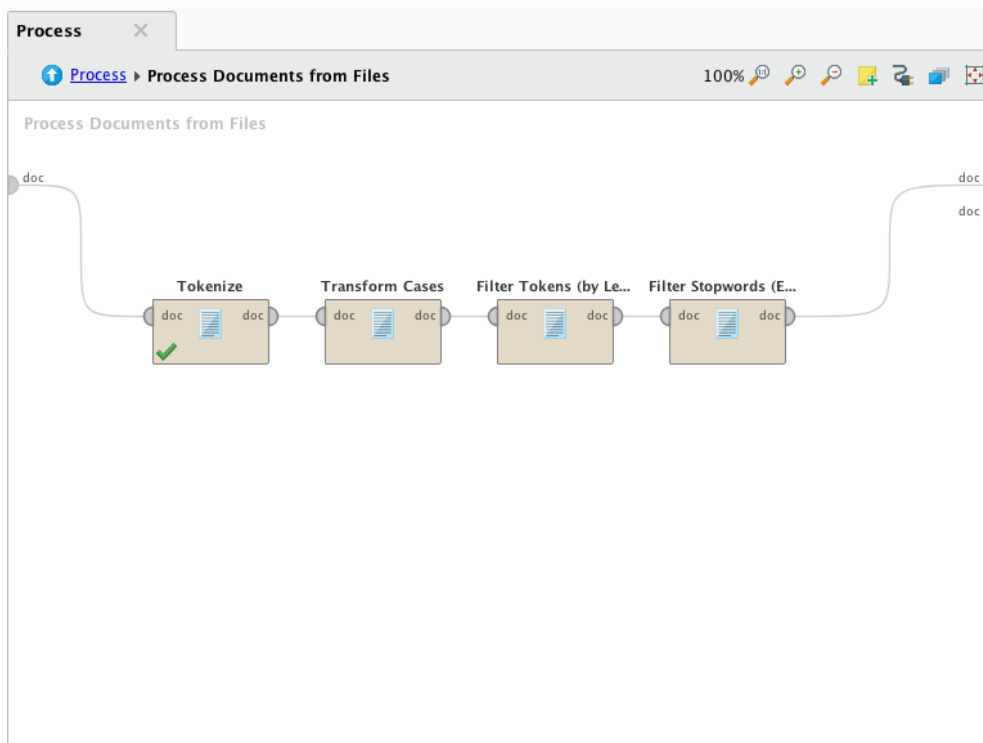 Process
Process Process Documents from Files
100%
Process Documents from Files
doc
doc
doc
Tokenize
Transform Cases
Filter Tokens (by Le...
Filter Stopwords (E...
doc doc
doc doc
doc doc
doc doc